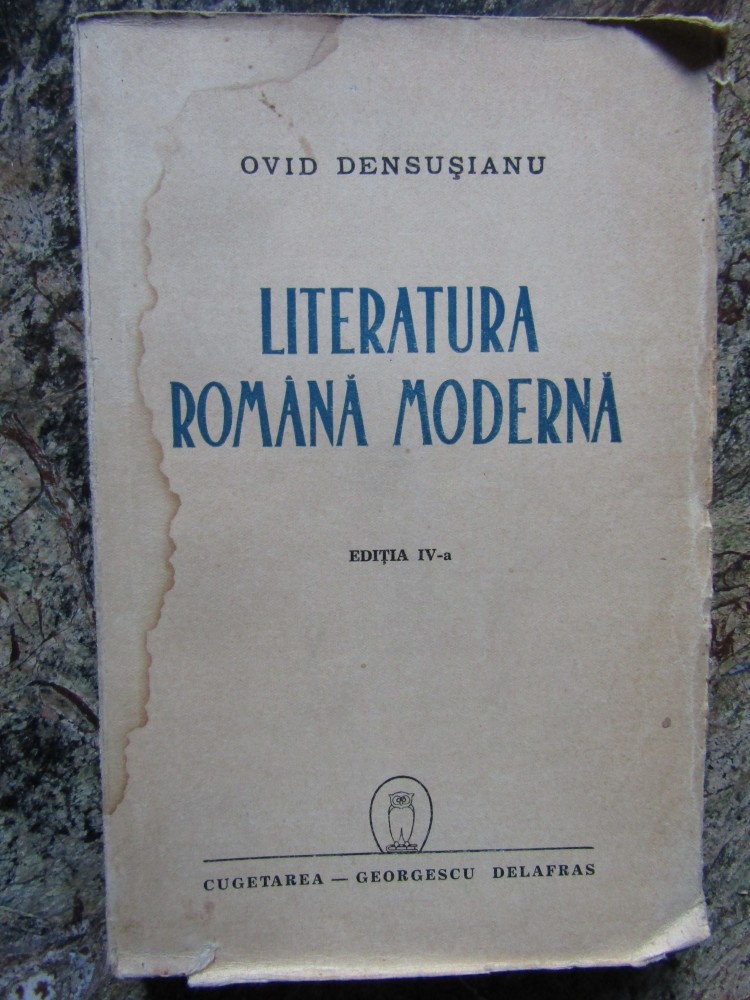 OVID DENSUŞIANU
LITERATURA
ROMÂNĂ MODERNĂ
EDIŢIA IV-a
CUGETAREA — GEORGESCU DELAFRAS